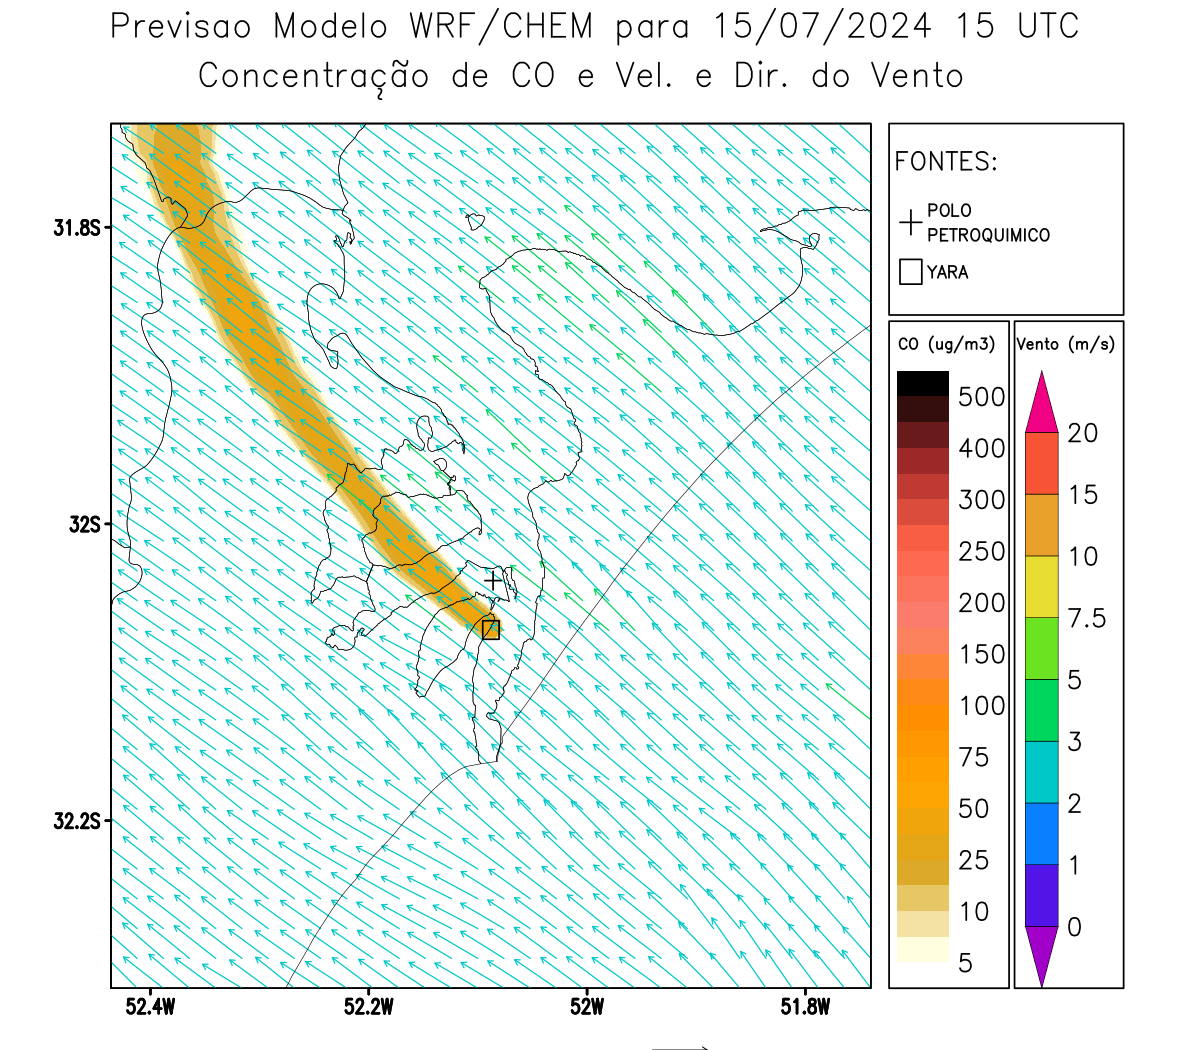 Previsao Modelo WRF/CHEM para 15/07/2024 15 UTC
Concentração de CO e Vel. e Dir. do Vento
FONTES:
POLO
PETROQUIMICO
YARA
CO (ug/m3)
500
400
300
250
200
150
100
75
50
25
10
5
Vento (m/s)
20
15
10
7.5
5
3
2
1
0
31.8S
32S
32.2S
52.4W
52.2W
52W
51.8W